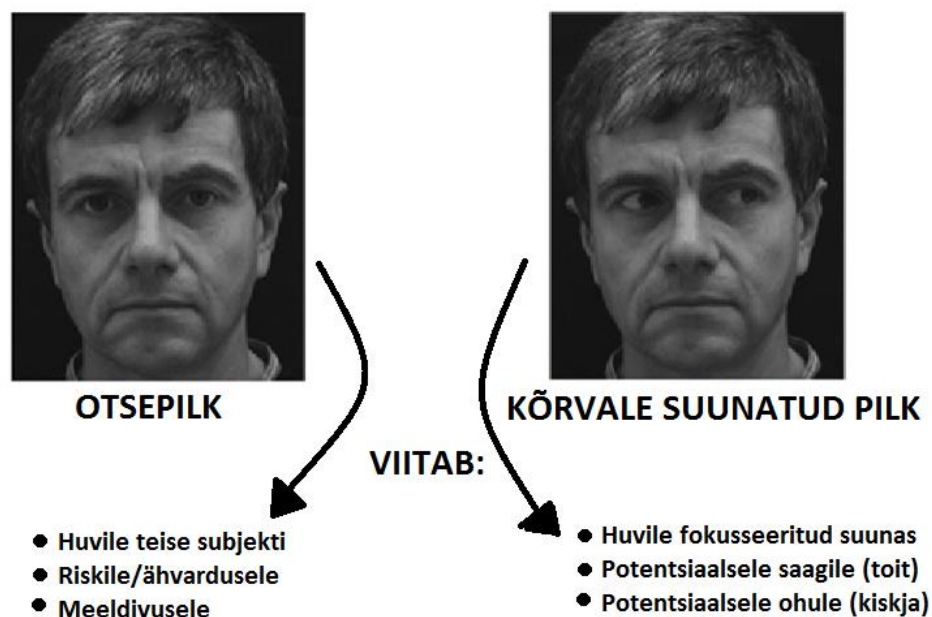 OTSEPILK
KÕRVALE SUUNATUD PILK
VIITAB:
• Huvile teise subjekti
• Riskile/ähvardusele
• Meeldivusele
• Huvile fokusseeritud suunas
• Potentsiaalsele saagile (toit)
• Potentsiaalsele ohule (kiskja)